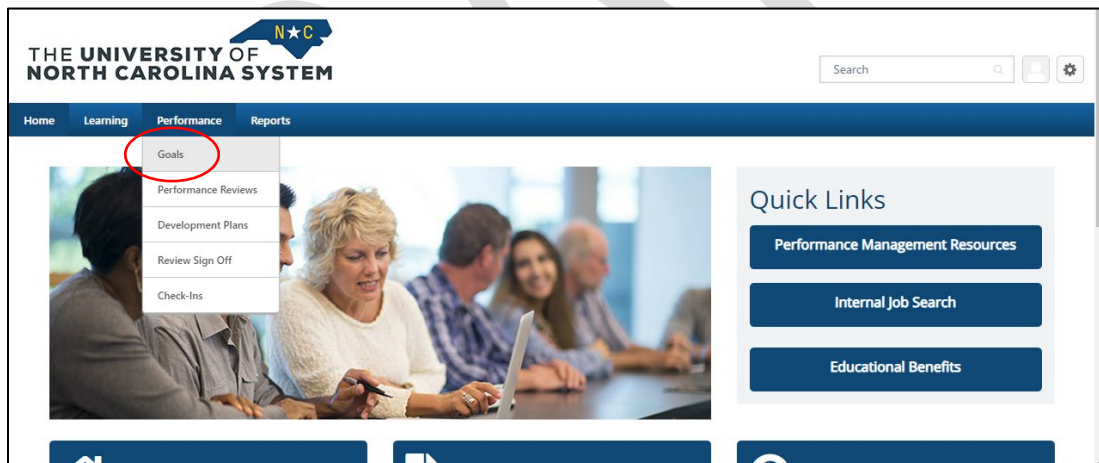 N★C
THE UNIVERSITY OF
NORTH CAROLINA SYSTEM
Search
Home Learning Performance Reports
Goals
Performance Reviews
Development Plans
Review Sign Off
Check-Ins
Quick Links
Performance Management Resources
Internal Job Search
Educational Benefits